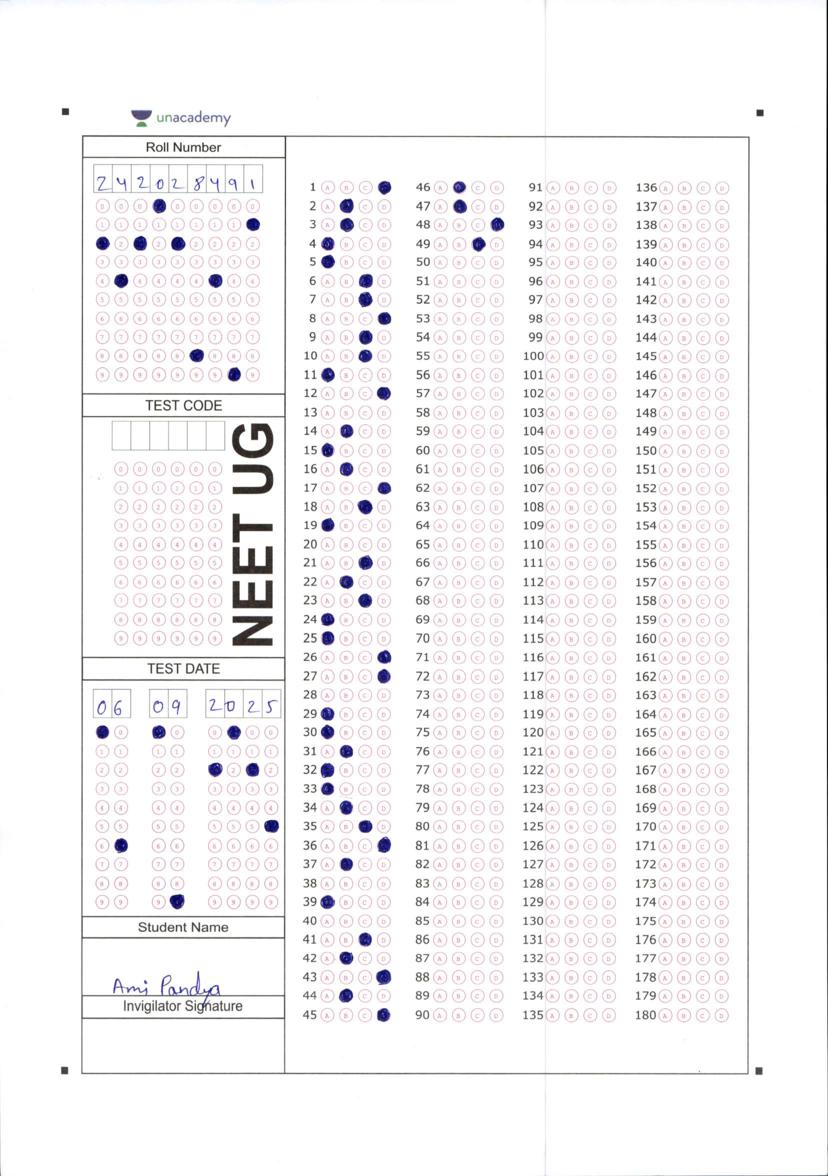 unacademy
Roll Number
2 4 2 0 2 8 4 9 1
TEST CODE
NEET UG
TEST DATE
0 6 0 9 2 0 2 5
Student Name
Ami Pandya
Invigilator Signature
1 A B C
2 A C D
3 A C D
4 B C D
5 B C D
6 A B D
7 A B D
8 A B C
9 A B D
10 A B D
11 B C D
12 A B C
13 A B C D
14 A C D
15 B C D
16 A C D
17 A B C
18 A B D
19 B C D
20 A B C D
21 A B D
22 A C D
23 A B D
24 B C D
25 B C D
26 A B C
27 A B C
28 A B C D
29 B C D
30 B C D
31 A C D
32 B C D
33 B C D
34 A C D
35 A B D
36 A B C
37 A C D
38 A B C D
39 B C D
40 A B C D
41 A B D
42 A C D
43 A B C
44 A C D
45 A B C
46 A C D
47 A C D
48 A B C
49 A B D
50 A B C D
51 A B C D
52 A B C D
53 A B C D
54 A B C D
55 A B C D
56 A B C D
57 A B C D
58 A B C D
59 A B C D
60 A B C D
61 A B C D
62 A B C D
63 A B C D
64 A B C D
65 A B C D
66 A B C D
67 A B C D
68 A B C D
69 A B C D
70 A B C D
71 A B C D
72 A B C D
73 A B C D
74 A B C D
75 A B C D
76 A B C D
77 A B C D
78 A B C D
79 A B C D
80 A B C D
81 A B C D
82 A B C D
83 A B C D
84 A B C D
85 A B C D
86 A B C D
87 A B C D
88 A B C D
89 A B C D
90 A B C D
91 A B C D
92 A B C D
93 A B C D
94 A B C D
95 A B C D
96 A B C D
97 A B C D
98 A B C D
99 A B C D
100 A B C D
101 A B C D
102 A B C D
103 A B C D
104 A B C D
105 A B C D
106 A B C D
107 A B C D
108 A B C D
109 A B C D
110 A B C D
111 A B C D
112 A B C D
113 A B C D
114 A B C D
115 A B C D
116 A B C D
117 A B C D
118 A B C D
119 A B C D
120 A B C D
121 A B C D
122 A B C D
123 A B C D
124 A B C D
125 A B C D
126 A B C D
127 A B C D
128 A B C D
129 A B C D
130 A B C D
131 A B C D
132 A B C D
133 A B C D
134 A B C D
135 A B C D
136 A B C D
137 A B C D
138 A B C D
139 A B C D
140 A B C D
141 A B C D
142 A B C D
143 A B C D
144 A B C D
145 A B C D
146 A B C D
147 A B C D
148 A B C D
149 A B C D
150 A B C D
151 A B C D
152 A B C D
153 A B C D
154 A B C D
155 A B C D
156 A B C D
157 A B C D
158 A B C D
159 A B C D
160 A B C D
161 A B C D
162 A B C D
163 A B C D
164 A B C D
165 A B C D
166 A B C D
167 A B C D
168 A B C D
169 A B C D
170 A B C D
171 A B C D
172 A B C D
173 A B C D
174 A B C D
175 A B C D
176 A B C D
177 A B C D
178 A B C D
179 A B C D
180 A B C D